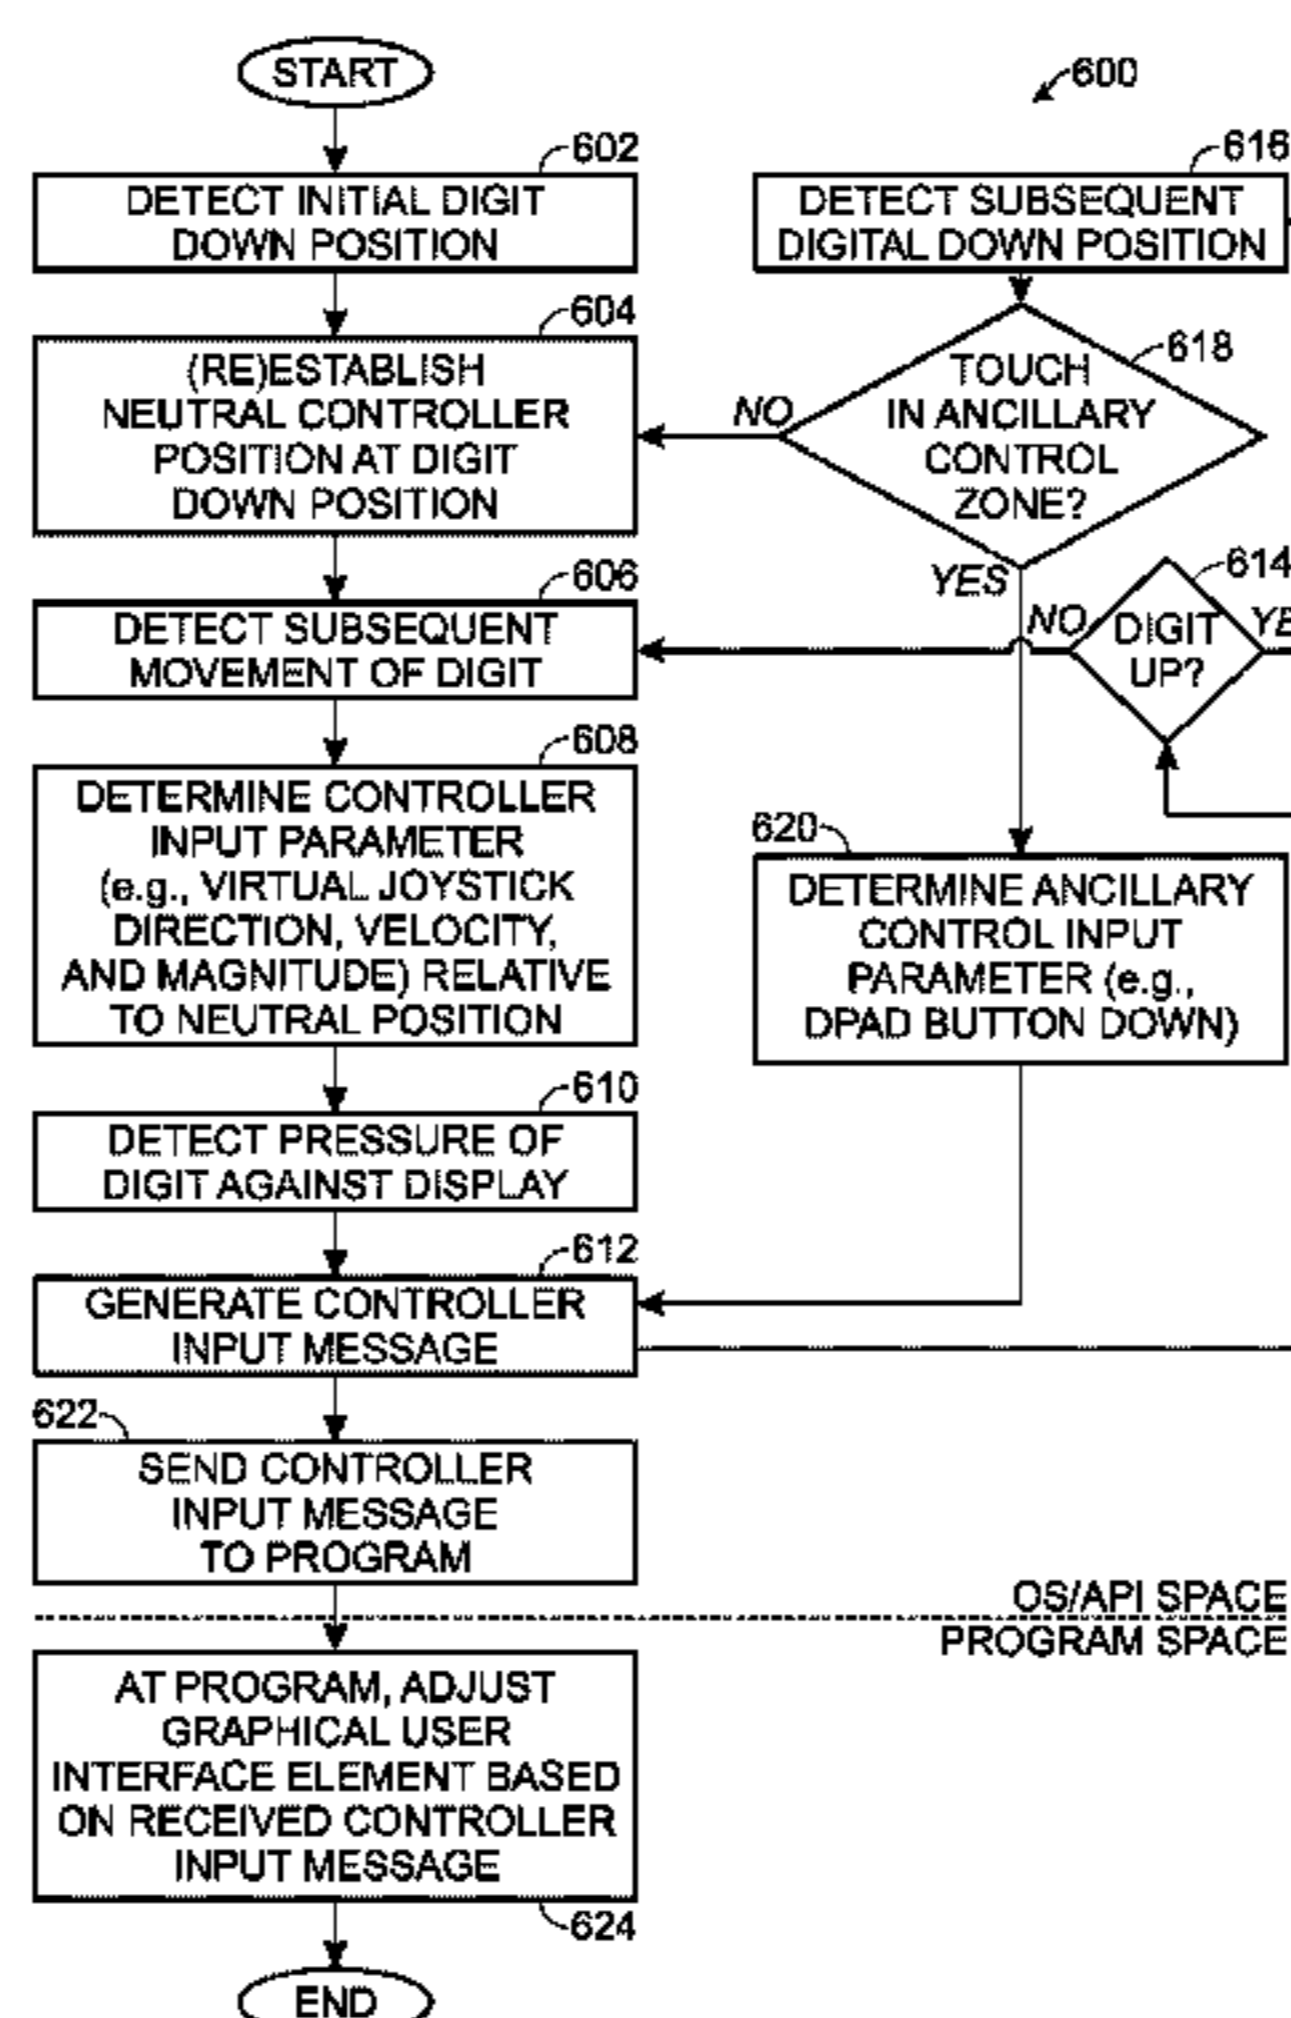 START
600
602
DETECT INITIAL DIGIT
DOWN POSITION
616
DETECT SUBSEQUENT
DIGITAL DOWN POSITION
604
(RE)ESTABLISH
NEUTRAL CONTROLLER
POSITION AT DIGIT
DOWN POSITION
618
TOUCH
IN ANCILLARY
CONTROL
ZONE?
NO
YES
606
DETECT SUBSEQUENT
MOVEMENT OF DIGIT
614
DIGIT
UP?
NO
608
DETERMINE CONTROLLER
INPUT PARAMETER
(e.g., VIRTUAL JOYSTICK
DIRECTION, VELOCITY,
AND MAGNITUDE) RELATIVE
TO NEUTRAL POSITION
620
DETERMINE ANCILLARY
CONTROL INPUT
PARAMETER (e.g.,
DPAD BUTTON DOWN)
610
DETECT PRESSURE OF
DIGIT AGAINST DISPLAY
612
GENERATE CONTROLLER
INPUT MESSAGE
622
SEND CONTROLLER
INPUT MESSAGE
TO PROGRAM
OS/API SPACE
PROGRAM SPACE
AT PROGRAM, ADJUST
GRAPHICAL USER
INTERFACE ELEMENT BASED
ON RECEIVED CONTROLLER
INPUT MESSAGE
624
END